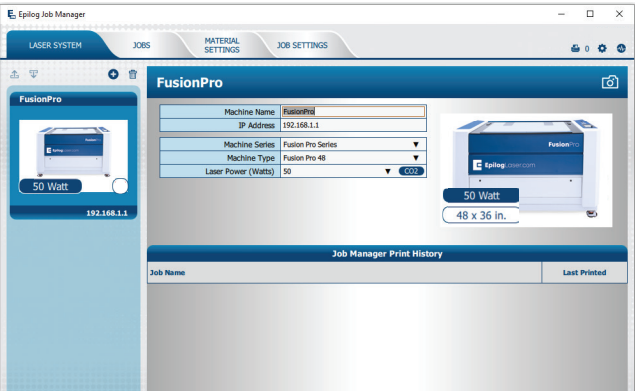 Epilog Job Manager
LASER SYSTEM
JOBS
MATERIAL
SETTINGS
JOB SETTINGS
0
FusionPro
50 Watt
192.168.1.1
FusionPro
Machine Name FusionPro
IP Address 192.168.1.1
Machine Series Fusion Pro Series
Machine Type Fusion Pro 48
Laser Power (Watts) 50 CO2
FusionPro
EpilogLaser.com
50 Watt
48 x 36 in.
Job Manager Print History
Job Name Last Printed